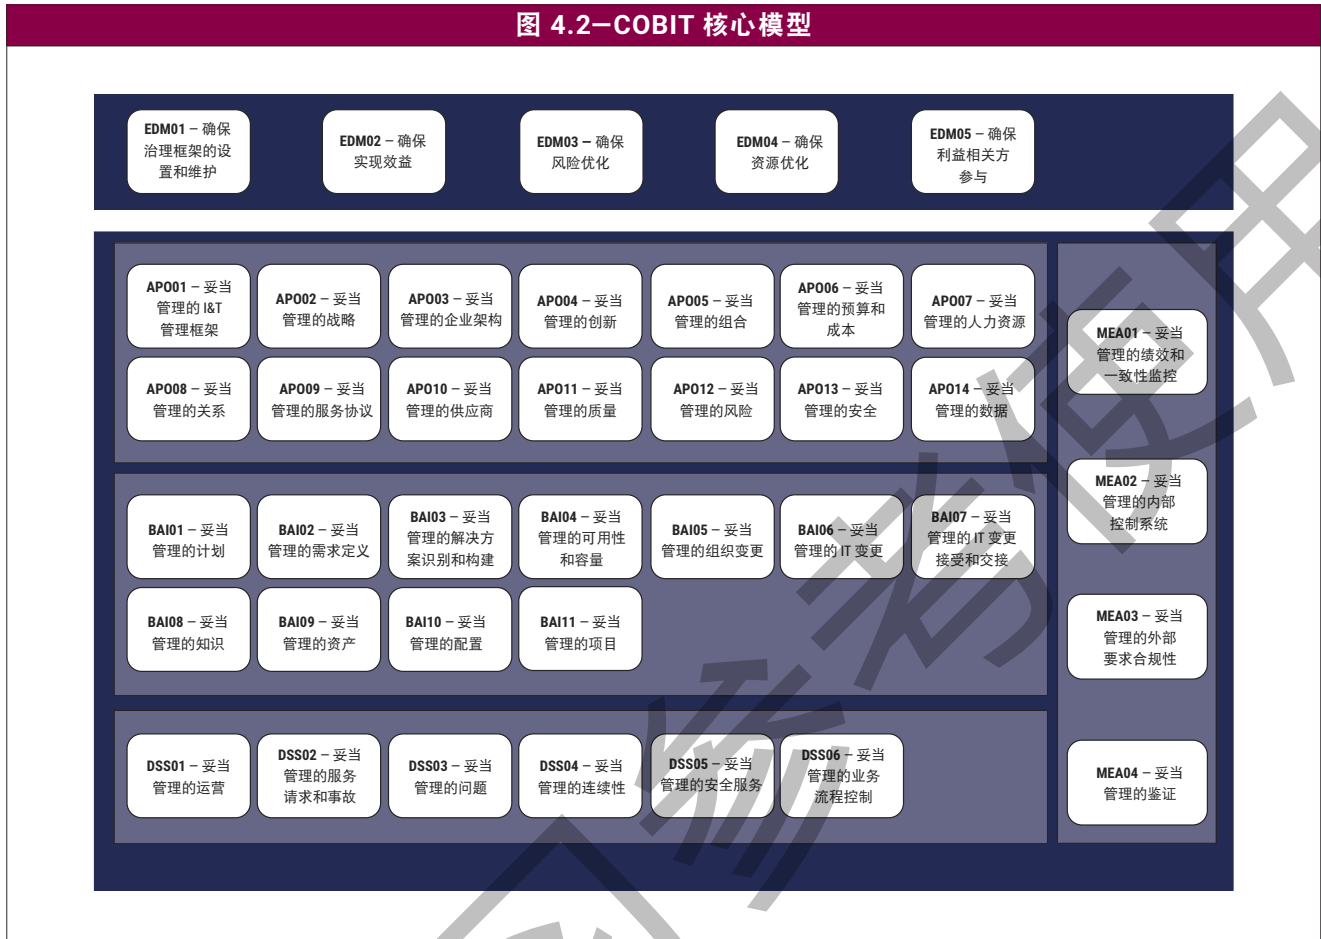 图 4.2—COBIT 核心模型
EDM01 – 确保
治理框架的设
置和维护
EDM02 – 确保
实现效益
EDM03 – 确保
风险优化
EDM04 – 确保
资源优化
EDM05 – 确保
利益相关方
参与
APO01 – 妥当
管理的 I&T
管理框架
APO02 – 妥当
管理的战略
APO03 – 妥当
管理的企业架构
APO04 – 妥当
管理的创新
APO05 – 妥当
管理的组合
APO06 – 妥当
管理的预算和
成本
APO07 – 妥当
管理的人力资源
APO08 – 妥当
管理的关系
APO09 – 妥当
管理的服务协议
APO10 – 妥当
管理的供应商
APO11 – 妥当
管理的质量
APO12 – 妥当
管理的风险
APO13 – 妥当
管理的安全
APO14 – 妥当
管理的数据
BAI01 – 妥当
管理的计划
BAI02 – 妥当
管理的需求定义
BAI03 – 妥当
管理的解决方
案识别和构建
BAI04 – 妥当
管理的可用性
和容量
BAI05 – 妥当
管理的组织变更
BAI06 – 妥当
管理的 IT 变更
BAI07 – 妥当
管理的 IT 变更
接受和交接
BAI08 – 妥当
管理的知识
BAI09 – 妥当
管理的资产
BAI10 – 妥当
管理的配置
BAI11 – 妥当
管理的项目
DSS01 – 妥当
管理的运营
DSS02 – 妥当
管理的服务
请求和事故
DSS03 – 妥当
管理的问题
DSS04 – 妥当
管理的连续性
DSS05 – 妥当
管理的安全服务
DSS06 – 妥当
管理的业务
流程控制
MEA01 – 妥当
管理的绩效和
一致性监控
MEA02 – 妥当
管理的内部
控制系统
MEA03 – 妥当
管理的外部
要求合规性
MEA04 – 妥当
管理的鉴证
参考使用